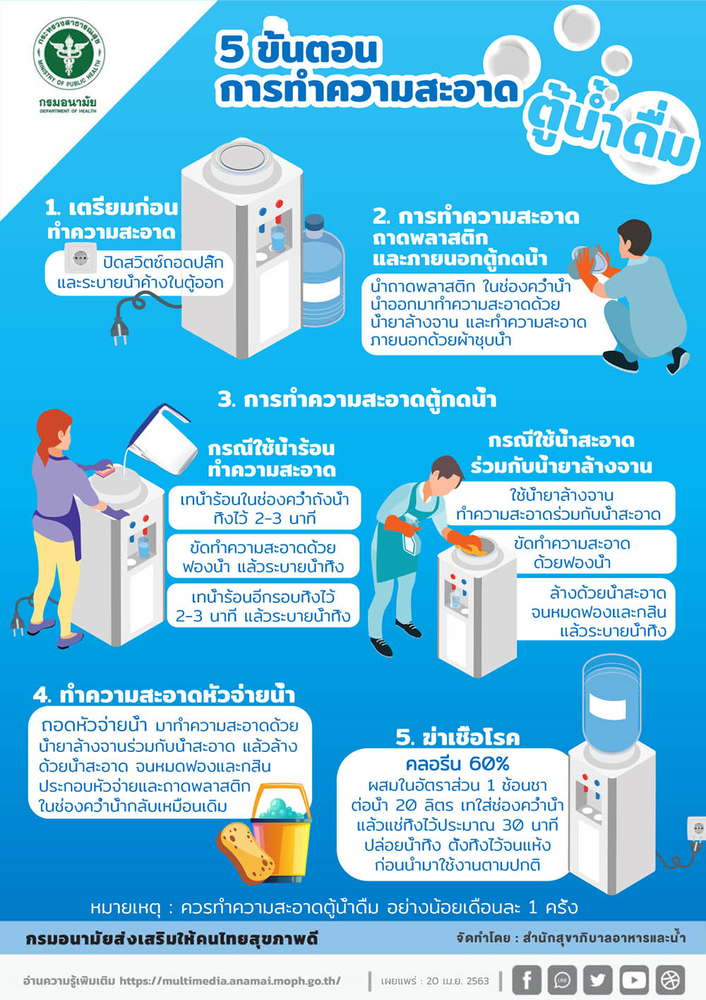 กระทรวงสาธารณสุข
MINISTRY OF PUBLIC HEALTH
กรมอนามัย
DEPARTMENT OF HEALTH
5 ขั้นตอน
การทำความสะอาด
ตู้น้ำดื่ม
1. เตรียมก่อน
ทำความสะอาด
ปิดสวิตซ์ถอดปลั๊ก
และระบายน้ำค้างในตู้ออก
2. การทำความสะอาด
ถาดพลาสติก
และภายนอกตู้กดน้ำ
นำถาดพลาสติก ในช่องคว่ำน้ำ
นำออกมาทำความสะอาดด้วย
น้ำยาล้างจาน และทำความสะอาด
ภายนอกด้วยผ้าชุบน้ำ
3. การทำความสะอาดตู้กดน้ำ
กรณีใช้น้ำร้อน
ทำความสะอาด
เทน้ำร้อนในช่องคว่ำถังน้ำ
ทิ้งไว้ 2-3 นาที
ขัดทำความสะอาดด้วย
ฟองน้ำ แล้วระบายน้ำทิ้ง
เทน้ำร้อนอีกรอบทิ้งไว้
2-3 นาที แล้วระบายน้ำทิ้ง
กรณีใช้น้ำสะอาด
ร่วมกับน้ำยาล้างจาน
ใช้น้ำยาล้างจาน
ทำความสะอาดร่วมกับน้ำสะอาด
ขัดทำความสะอาด
ด้วยฟองน้ำ
ล้างด้วยน้ำสะอาด
จนหมดฟองและกลิ่น
แล้วระบายน้ำทิ้ง
4. ทำความสะอาดหัวจ่ายน้ำ
ถอดหัวจ่ายน้ำ มาทำความสะอาดด้วย
น้ำยาล้างจานร่วมกับน้ำสะอาด แล้วล้าง
ด้วยน้ำสะอาด จนหมดฟองและกลิ่น
ประกอบหัวจ่ายและถาดพลาสติก
ในช่องคว่ำน้ำกลับเหมือนเดิม
5. ฆ่าเชื้อโรค
คลอรีน 60%
ผสมในอัตราส่วน 1 ช้อนชา
ต่อน้ำ 20 ลิตร เทใส่ช่องคว่ำน้ำ
แล้วแช่ทิ้งไว้ประมาณ 30 นาที
ปล่อยน้ำทิ้ง ตั้งทิ้งไว้จนแห้ง
ก่อนนำมาใช้งานตามปกติ
หมายเหตุ : ควรทำความสะอาดตู้น้ำดื่ม อย่างน้อยเดือนละ 1 ครั้ง
กรมอนามัยส่งเสริมให้คนไทยสุขภาพดี
จัดทำโดย : สำนักสุขาภิบาลอาหารและน้ำ
อ่านความรู้เพิ่มเติม https://multimedia.anamai.moph.go.th/
เผยแพร่ : 20 เม.ย. 2563
LINE